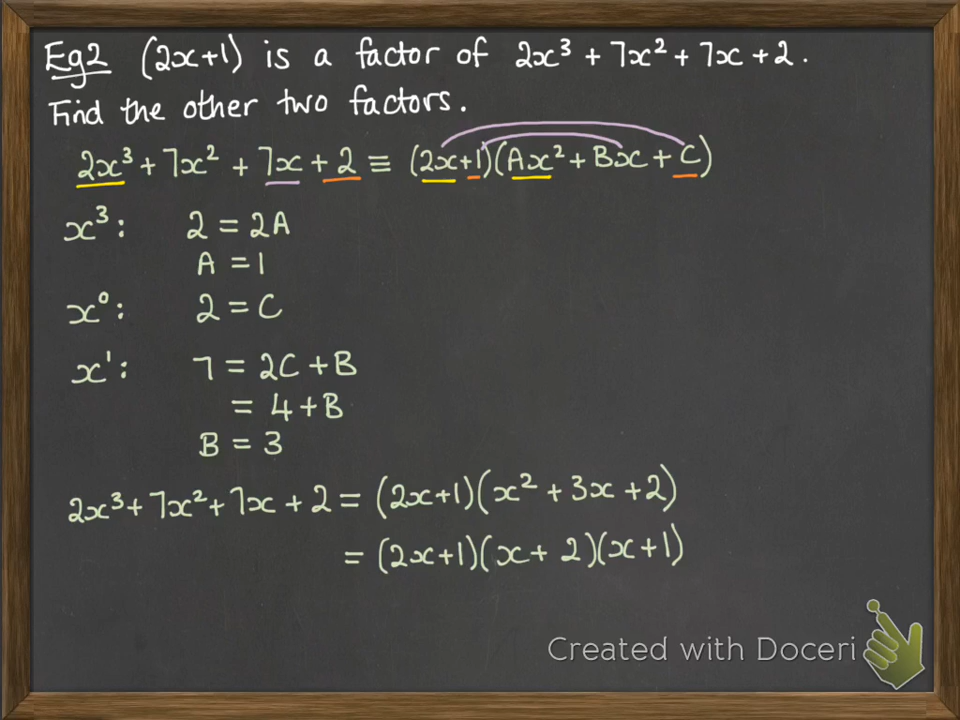 Eg2 (2x+1) is a factor of 2x³ + 7x² + 7x + 2.
Find the other two factors.
2x³ + 7x² + 7x + 2 ≡ (2x+1)(Ax² + Bx + C)
x³: 2 = 2A
A = 1
x⁰: 2 = C
x¹: 7 = 2C + B
= 4 + B
B = 3
2x³ + 7x² + 7x + 2 = (2x+1)(x² + 3x + 2)
= (2x+1)(x + 2)(x+1)
Created with Doceri